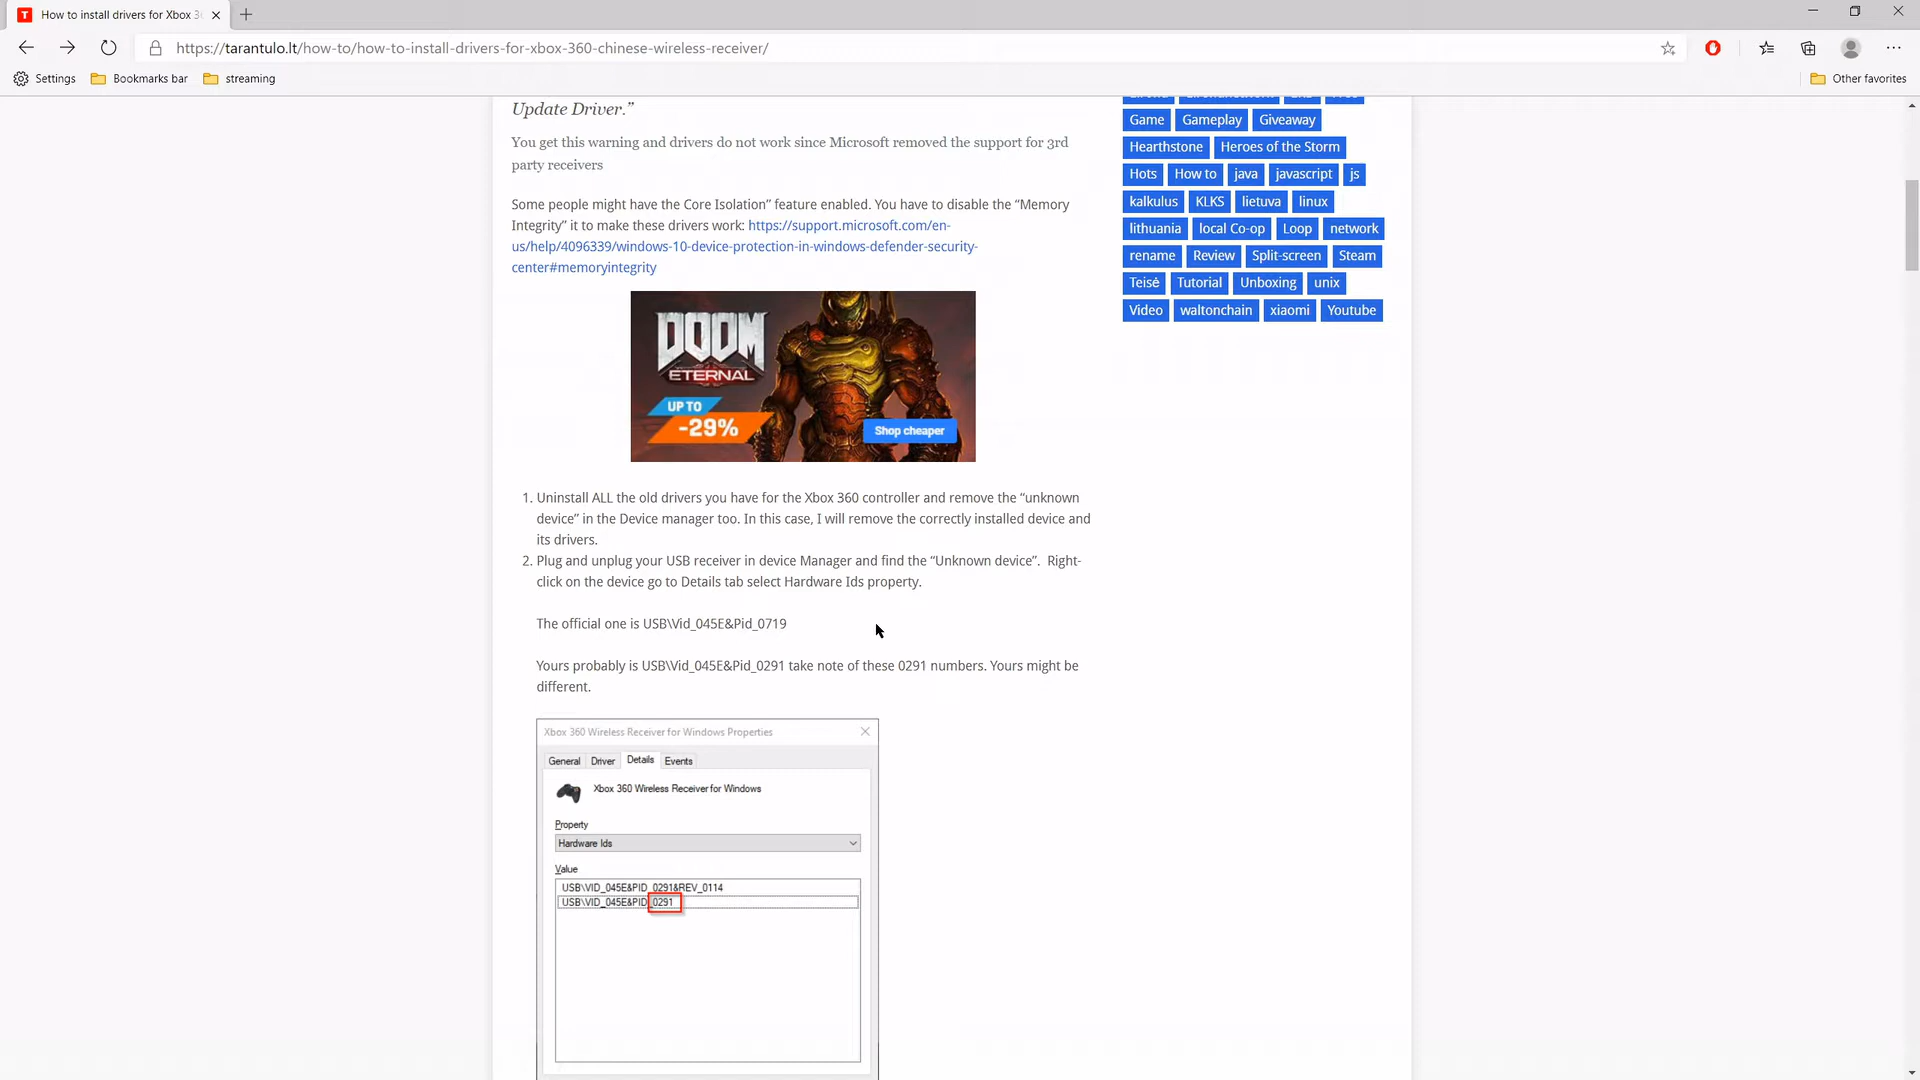 How to install drivers for Xbox 3
https://tarantulo.lt/how-to/how-to-install-drivers-for-xbox-360-chinese-wireless-receiver/
Settings
Bookmarks bar
streaming
Other favorites
Update Driver.”
You get this warning and drivers do not work since Microsoft removed the support for 3rd
party receivers
Some people might have the Core Isolation” feature enabled. You have to disable the “Memory
Integrity” it to make these drivers work: https://support.microsoft.com/en-
us/help/4096339/windows-10-device-protection-in-windows-defender-security-
center#memoryintegrity
DOOM
ETERNAL
UP TO
-29%
Shop cheaper
1. Uninstall ALL the old drivers you have for the Xbox 360 controller and remove the “unknown
device” in the Device manager too. In this case, I will remove the correctly installed device and
its drivers.
2. Plug and unplug your USB receiver in device Manager and find the “Unknown device”. Right-
click on the device go to Details tab select Hardware Ids property.
The official one is USB\Vid_045E&Pid_0719
Yours probably is USB\Vid_045E&Pid_0291 take note of these 0291 numbers. Yours might be
different.
Xbox 360 Wireless Receiver for Windows Properties
General Driver Details Events
Xbox 360 Wireless Receiver for Windows
Property
Hardware Ids
Value
USB\VID_045E&PID_0291&REV_0114
USB\VID_045E&PID_0291
Game Gameplay Giveaway
Hearthstone Heroes of the Storm
Hots How to java javascript js
kalkulus KLKS lietuva linux
lithuania local Co-op Loop network
rename Review Split-screen Steam
Teisė Tutorial Unboxing unix
Video waltonchain xiaomi Youtube